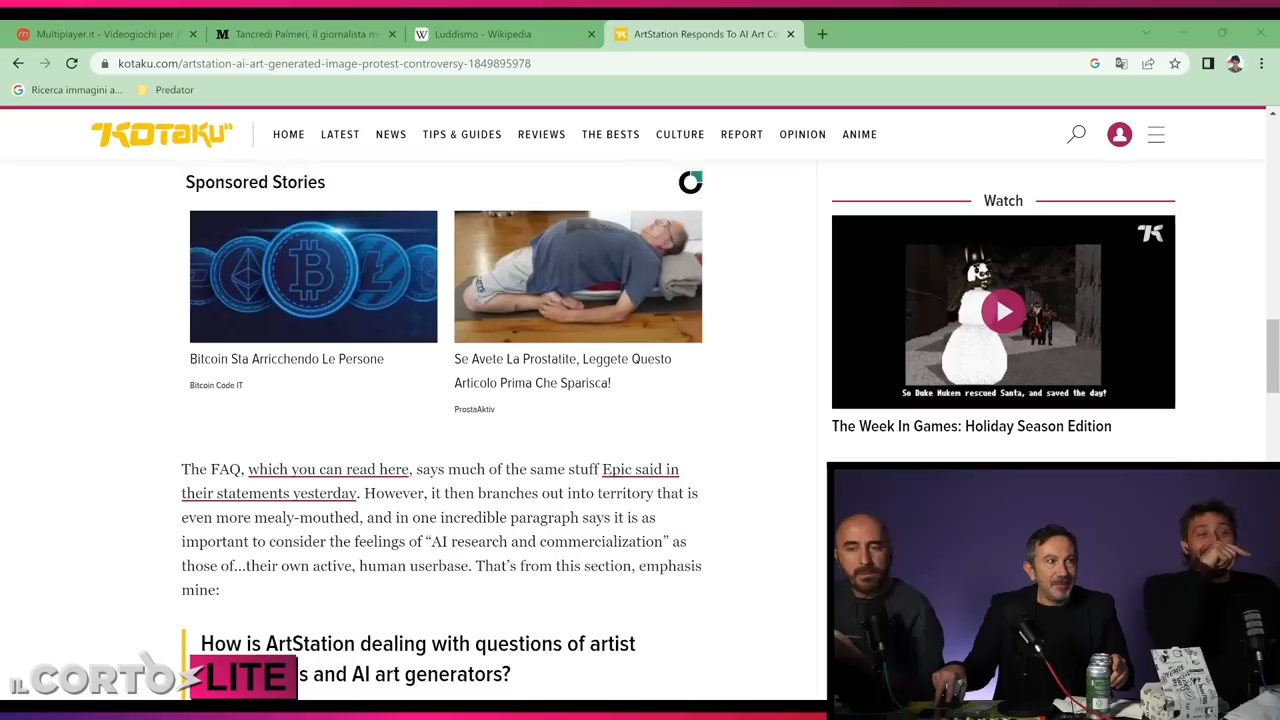 Multiplayer.it - Videogiochi per
Tancredi Palmeri, il giornalista
Luddismo - Wikipedia
ArtStation Responds To AI Art Co
kotaku.com/artstation-ai-art-generated-image-protest-controversy-1849895978
Ricerca immagini a...
Predator
KOTAKU
HOME
LATEST
NEWS
TIPS & GUIDES
REVIEWS
THE BESTS
CULTURE
REPORT
OPINION
ANIME
Sponsored Stories
Bitcoin Sta Arricchendo Le Persone
Bitcoin Code IT
Se Avete La Prostatite, Leggete Questo
Articolo Prima Che Sparisca!
ProstaAktiv
The FAQ, which you can read here, says much of the same stuff Epic said in
their statements yesterday. However, it then branches out into territory that is
even more mealy-mouthed, and in one incredible paragraph says it is as
important to consider the feelings of “AI research and commercialization” as
those of...their own active, human userbase. That’s from this section, emphasis
mine:
How is ArtStation dealing with questions of artist
s and AI art generators?
Watch
So Duke Nukem rescued Santa, and saved the day!
The Week In Games: Holiday Season Edition
IL CORTO LITE